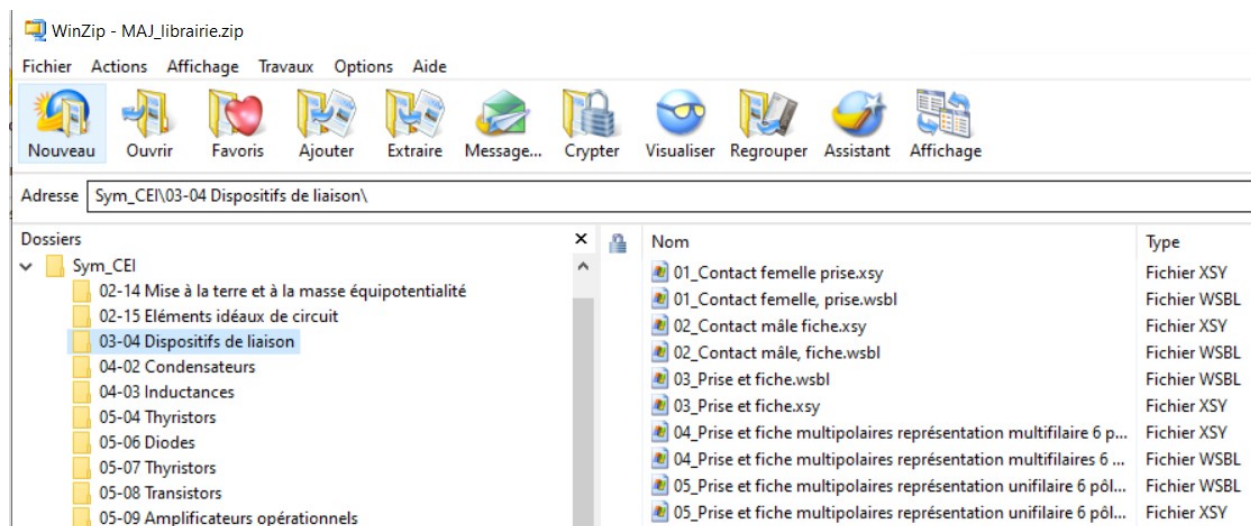 WinZip - MAJ_librairie.zip
Fichier Actions Affichage Travaux Options Aide
Nouveau Ouvrir Favoris Ajouter Extraire Message... Crypter Visualiser Regrouper Assistant Affichage
Adresse Sym_CEI\03-04 Dispositifs de liaison\
Dossiers
Sym_CEI
02-14 Mise à la terre et à la masse équipotentialité
02-15 Eléments idéaux de circuit
03-04 Dispositifs de liaison
04-02 Condensateurs
04-03 Inductances
05-04 Thyristors
05-06 Diodes
05-07 Thyristors
05-08 Transistors
05-09 Amplificateurs opérationnels
Nom Type
01_Contact femelle prise.xsy Fichier XSY
01_Contact femelle, prise.wsbl Fichier WSBL
02_Contact mâle fiche.xsy Fichier XSY
02_Contact mâle, fiche.wsbl Fichier WSBL
03_Prise et fiche.wsbl Fichier WSBL
03_Prise et fiche.xsy Fichier XSY
04_Prise et fiche multipolaires représentation multifilaire 6 p... Fichier XSY
04_Prise et fiche multipolaires représentation multifilaires 6 ... Fichier WSBL
05_Prise et fiche multipolaires représentation unifilaire 6 pôl... Fichier WSBL
05_Prise et fiche multipolaires représentation unifilaire 6 pôl... Fichier XSY